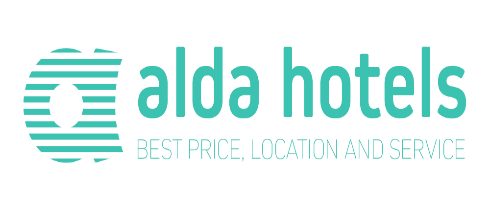 alda hotels
BEST PRICE, LOCATION AND SERVICE